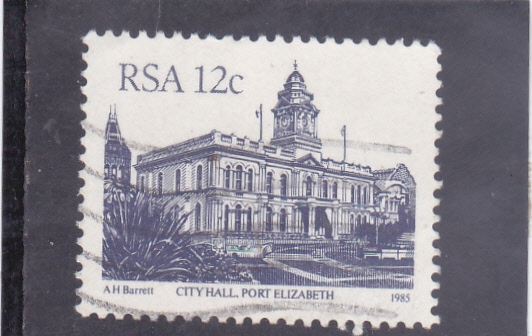 RSA 12c
A H Barrett CITY HALL, PORT ELIZABETH 1985